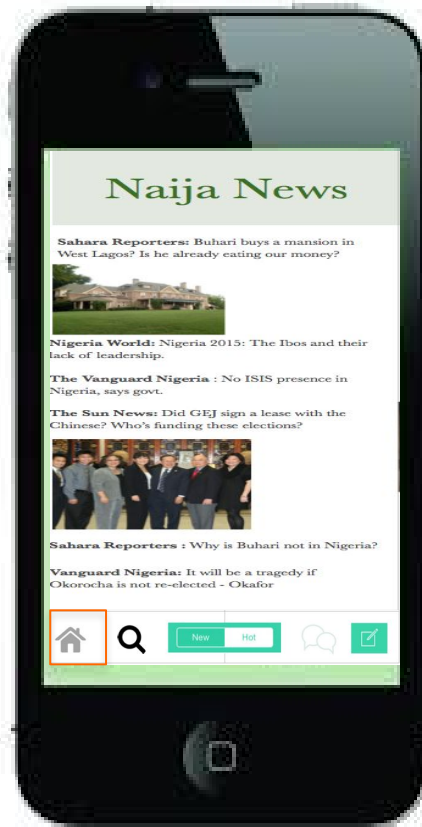 Naija News
Sahara Reporters: Buhari buys a mansion in
West Lagos? Is he already eating our money?
Nigeria World: Nigeria 2015: The Ibos and their
lack of leadership.
The Vanguard Nigeria : No ISIS presence in
Nigeria, says govt.
The Sun News: Did GEJ sign a lease with the
Chinese? Who's funding these elections?
Sahara Reporters : Why is Buhari not in Nigeria?
Vanguard Nigeria: It will be a tragedy if
Okorocha is not re-elected - Okafor
New Hot